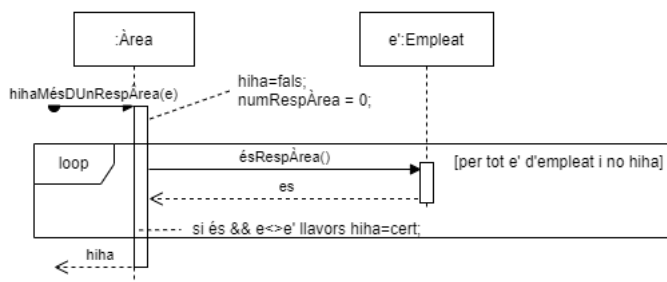 :Àrea
e':Empleat
hihaMésDUnRespÀrea(e)
hiha=fals;
numRespÀrea = 0;
loop
ésRespÀrea()
[per tot e' d'empleat i no hiha]
es
si és && e<>e' llavors hiha=cert;
hiha